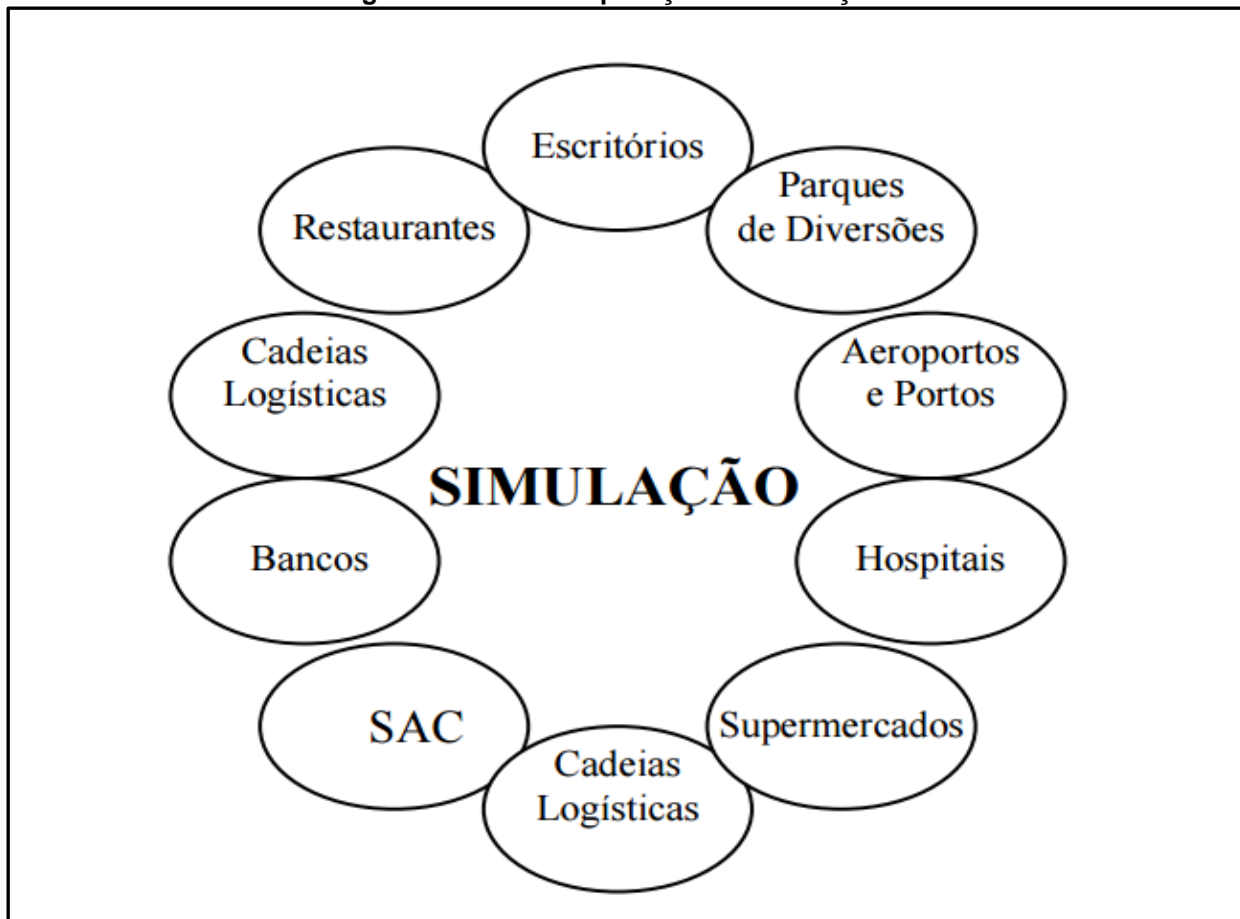 Escritórios
Parques
de Diversões
Restaurantes
Cadeias
Logísticas
Aeroportos
e Portos
SIMULAÇÃO
Bancos
Hospitais
SAC
Supermercados
Cadeias
Logísticas